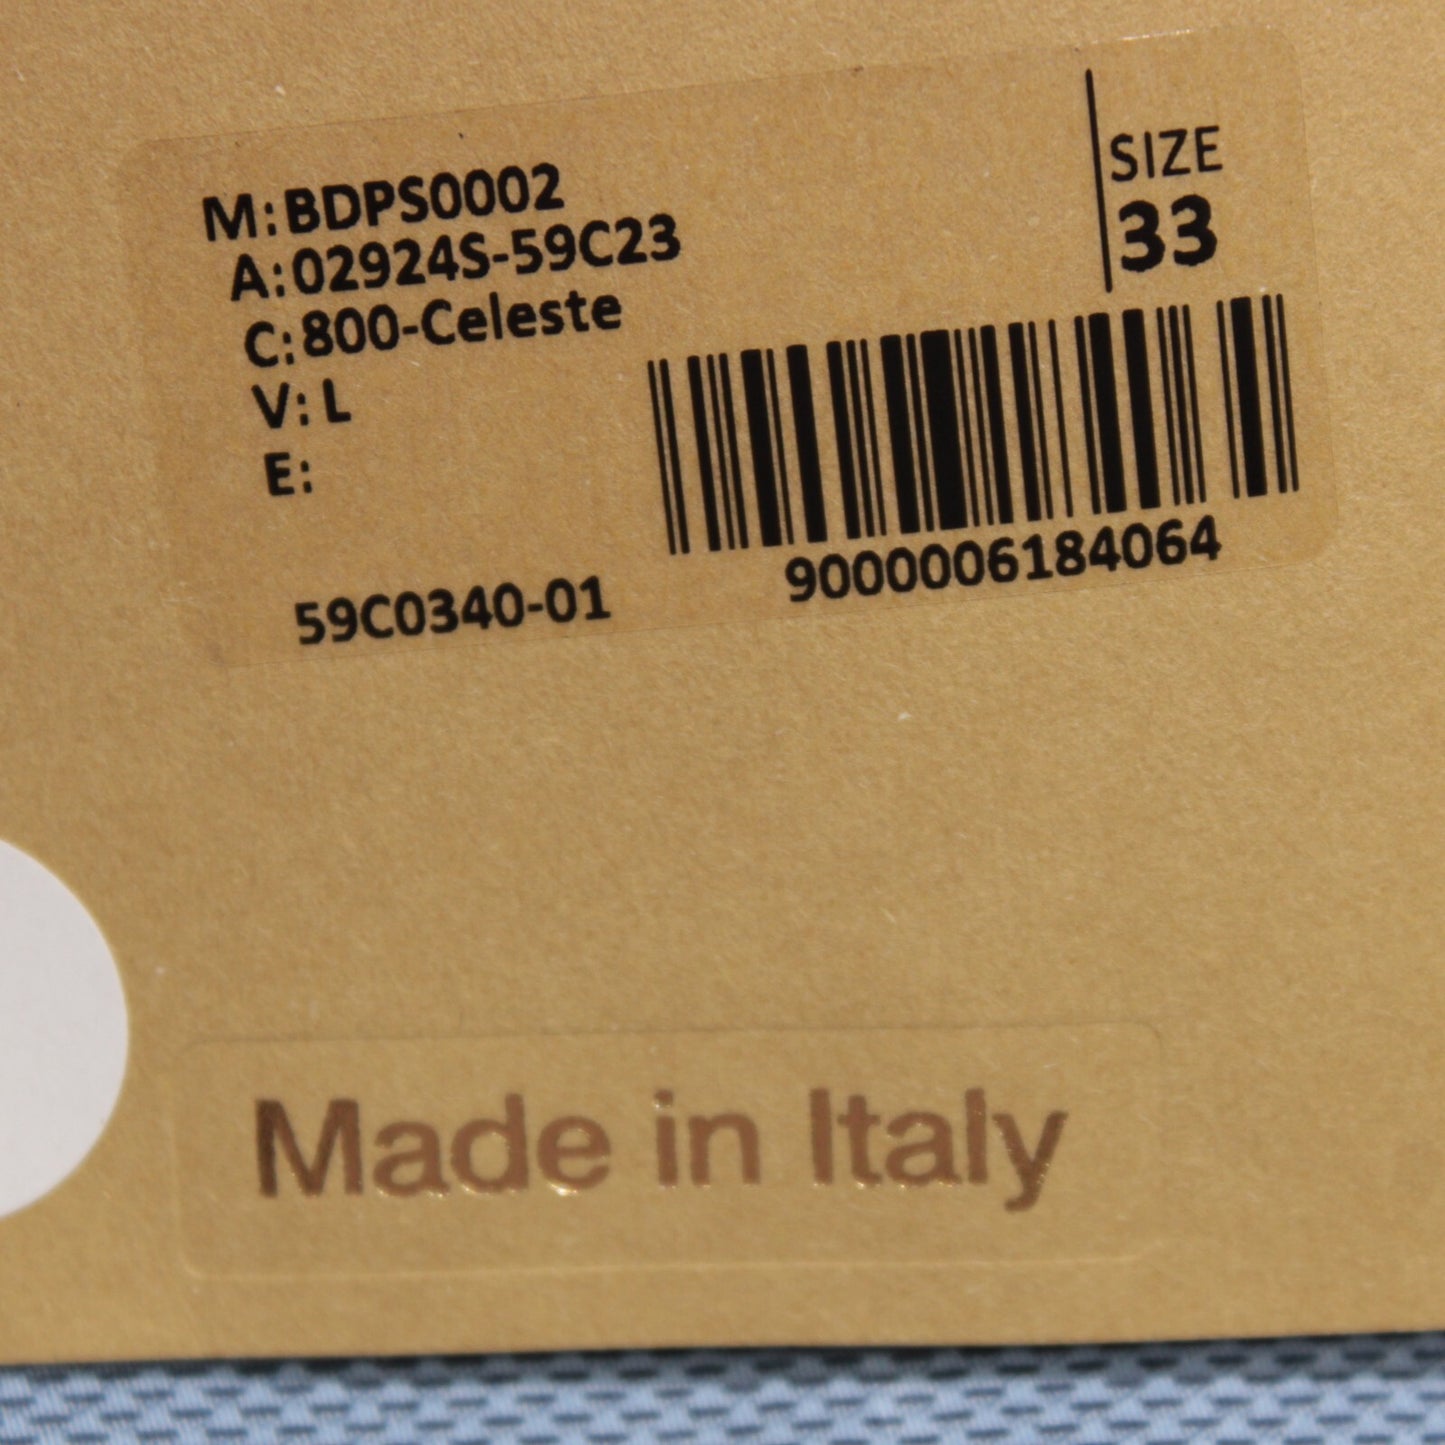 M: BDPS0002
A: 02924S-59C23
C: 800-Celeste
V: L
E:
SIZE
33
9000006184064
59C0340-01
Made in Italy